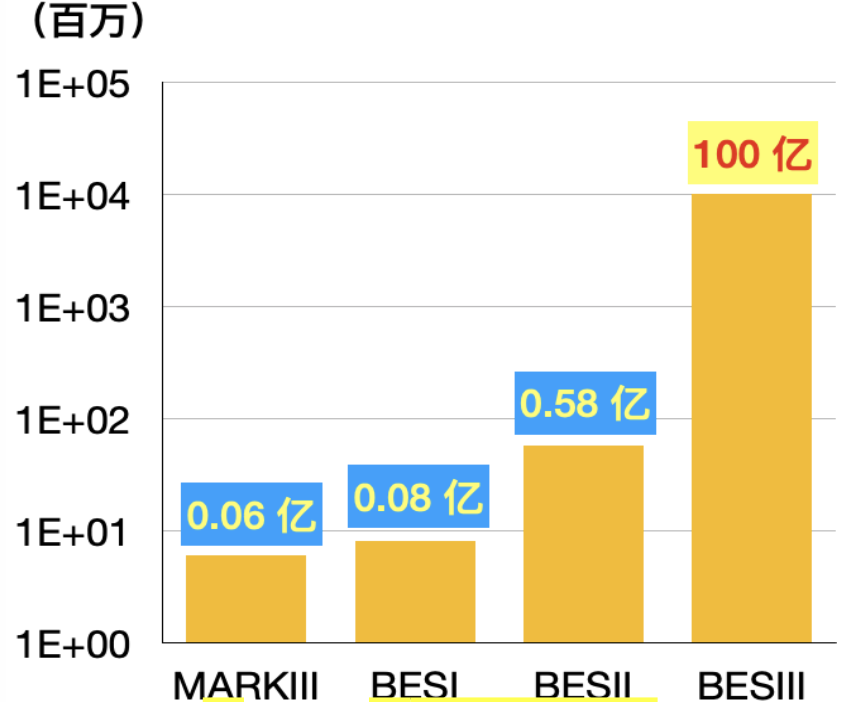 （百万）
1E+05
100 亿
1E+04
1E+03
0.58 亿
1E+02
0.08 亿
0.06 亿
1E+01
1E+00
MARKIII BESI BESII BESIII